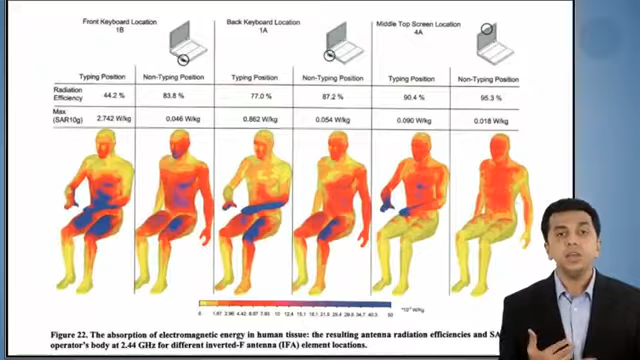 Front Keyboard Location
1B
Back Keyboard Location
1A
Middle Top Screen Location
4A
Typing Position Non-Typing Position Typing Position Non-Typing Position Typing Position Non-Typing Position
Radiation
Efficiency
44.2 % 83.8 % 77.0 % 87.2 % 90.4 % 95.3 %
Max
(SAR10g)
2.742 W/kg 0.046 W/kg 0.862 W/kg 0.054 W/kg 0.090 W/kg 0.018 W/kg
Figure 22. The absorption of electromagnetic energy in human tissue: the resulting antenna radiation efficiencies and
operator's body at 2.44 GHz for different inverted-F antenna (IFA) element locations.